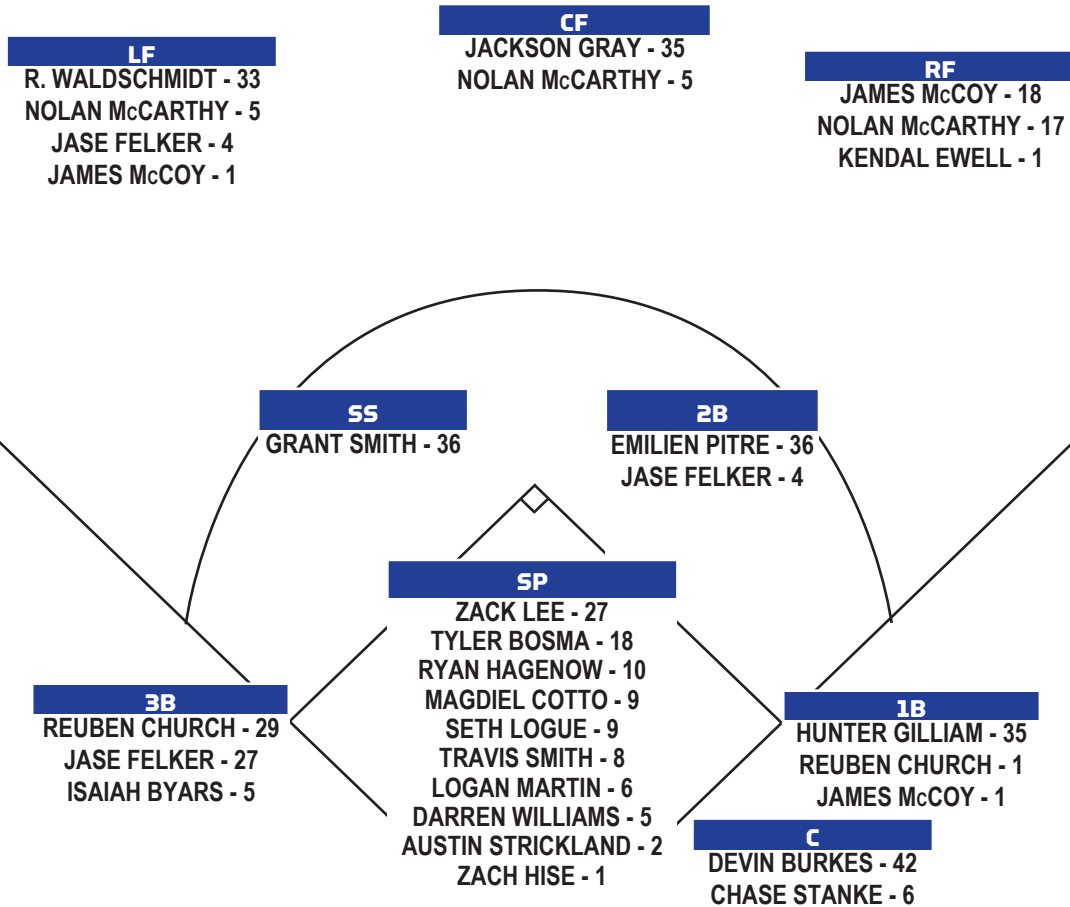 LF
R. WALDSCHMIDT - 33
NOLAN McCARTHY - 5
JASE FELKER - 4
JAMES McCOY - 1
CF
JACKSON GRAY - 35
NOLAN McCARTHY - 5
RF
JAMES McCOY - 18
NOLAN McCARTHY - 17
KENDAL EWELL - 1
SS
GRANT SMITH - 36
2B
EMILIEN PITRE - 36
JASE FELKER - 4
SP
ZACK LEE - 27
TYLER BOSMA - 18
RYAN HAGENOW - 10
MAGDIEL COTTO - 9
SETH LOGUE - 9
TRAVIS SMITH - 8
LOGAN MARTIN - 6
DARREN WILLIAMS - 5
AUSTIN STRICKLAND - 2
ZACH HISE - 1
3B
REUBEN CHURCH - 29
JASE FELKER - 27
ISAIAH BYARS - 5
1B
HUNTER GILLIAM - 35
REUBEN CHURCH - 1
JAMES McCOY - 1
C
DEVIN BURKES - 42
CHASE STANKE - 6